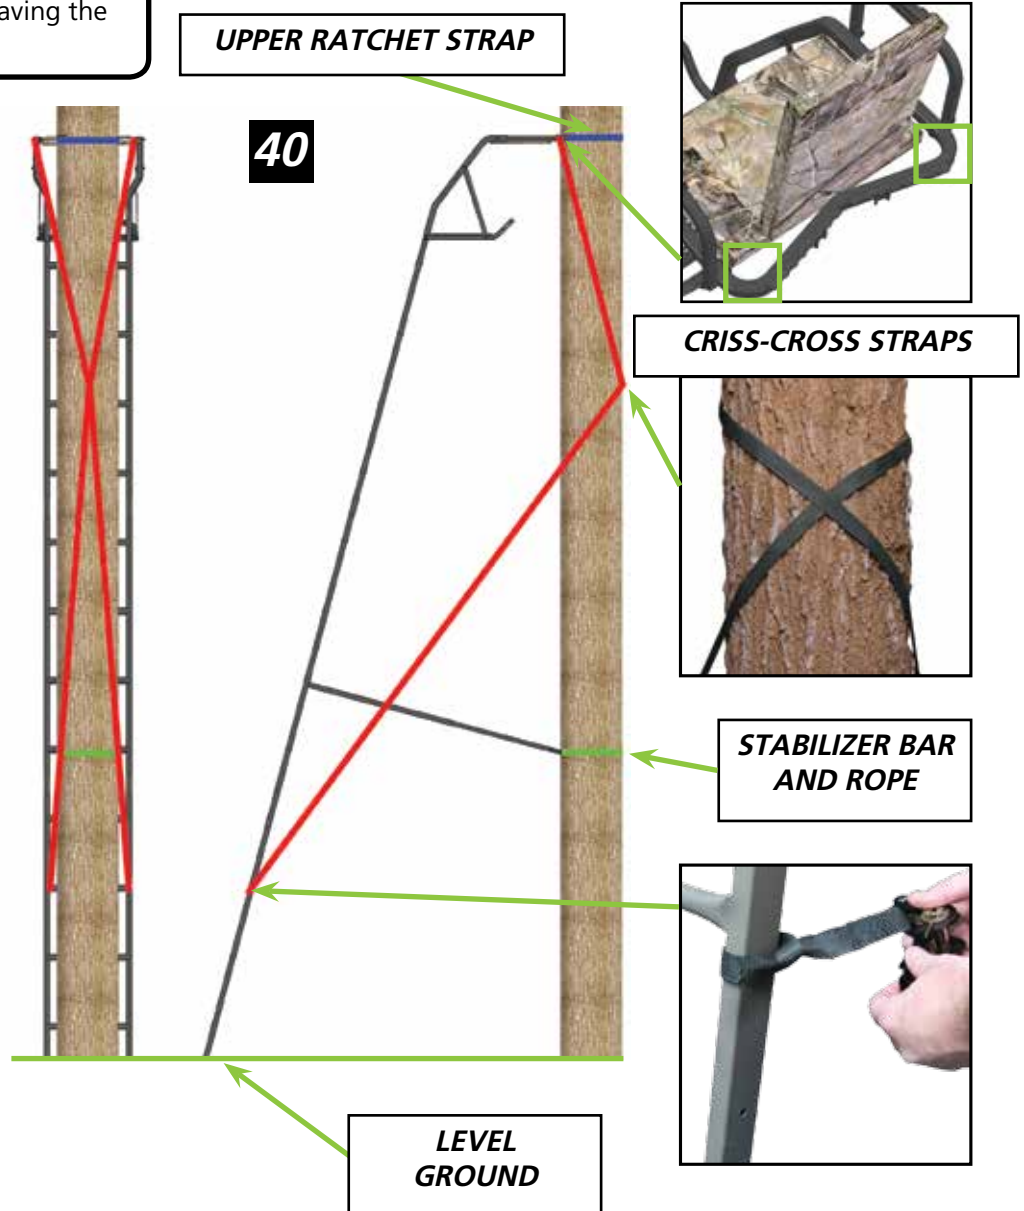 aving the
UPPER RATCHET STRAP
40
CRISS-CROSS STRAPS
STABILIZER BAR
AND ROPE
LEVEL
GROUND